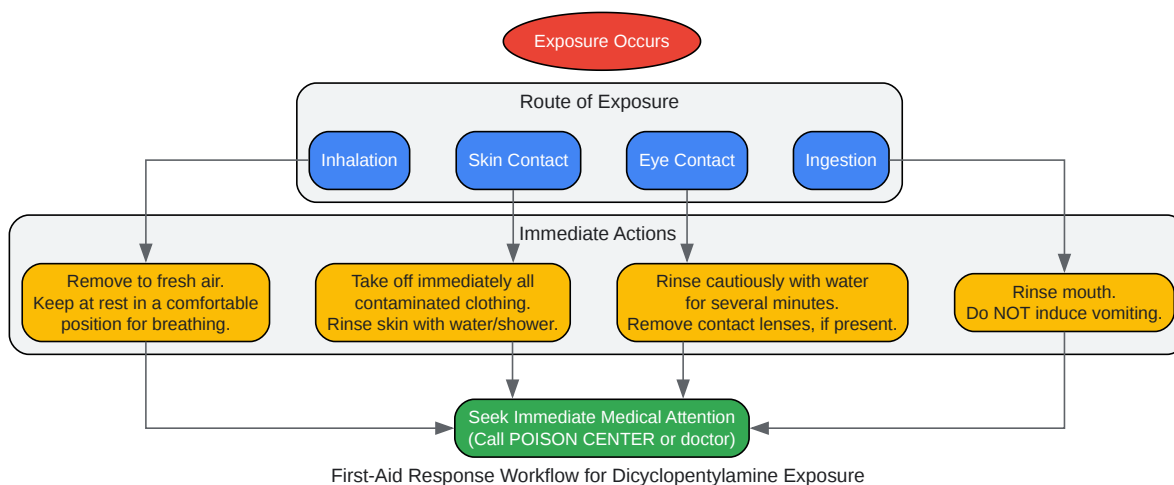 Exposure Occurs
Route of Exposure
Inhalation
Skin Contact
Eye Contact
Ingestion
Immediate Actions
Remove to fresh air.
Keep at rest in a comfortable
position for breathing.
Take off immediately all
contaminated clothing.
Rinse skin with water/shower.
Rinse cautiously with water
for several minutes.
Remove contact lenses, if present.
Rinse mouth.
Do NOT induce vomiting.
Seek Immediate Medical Attention
(Call POISON CENTER or doctor)
First-Aid Response Workflow for Dicyclopentylamine Exposure